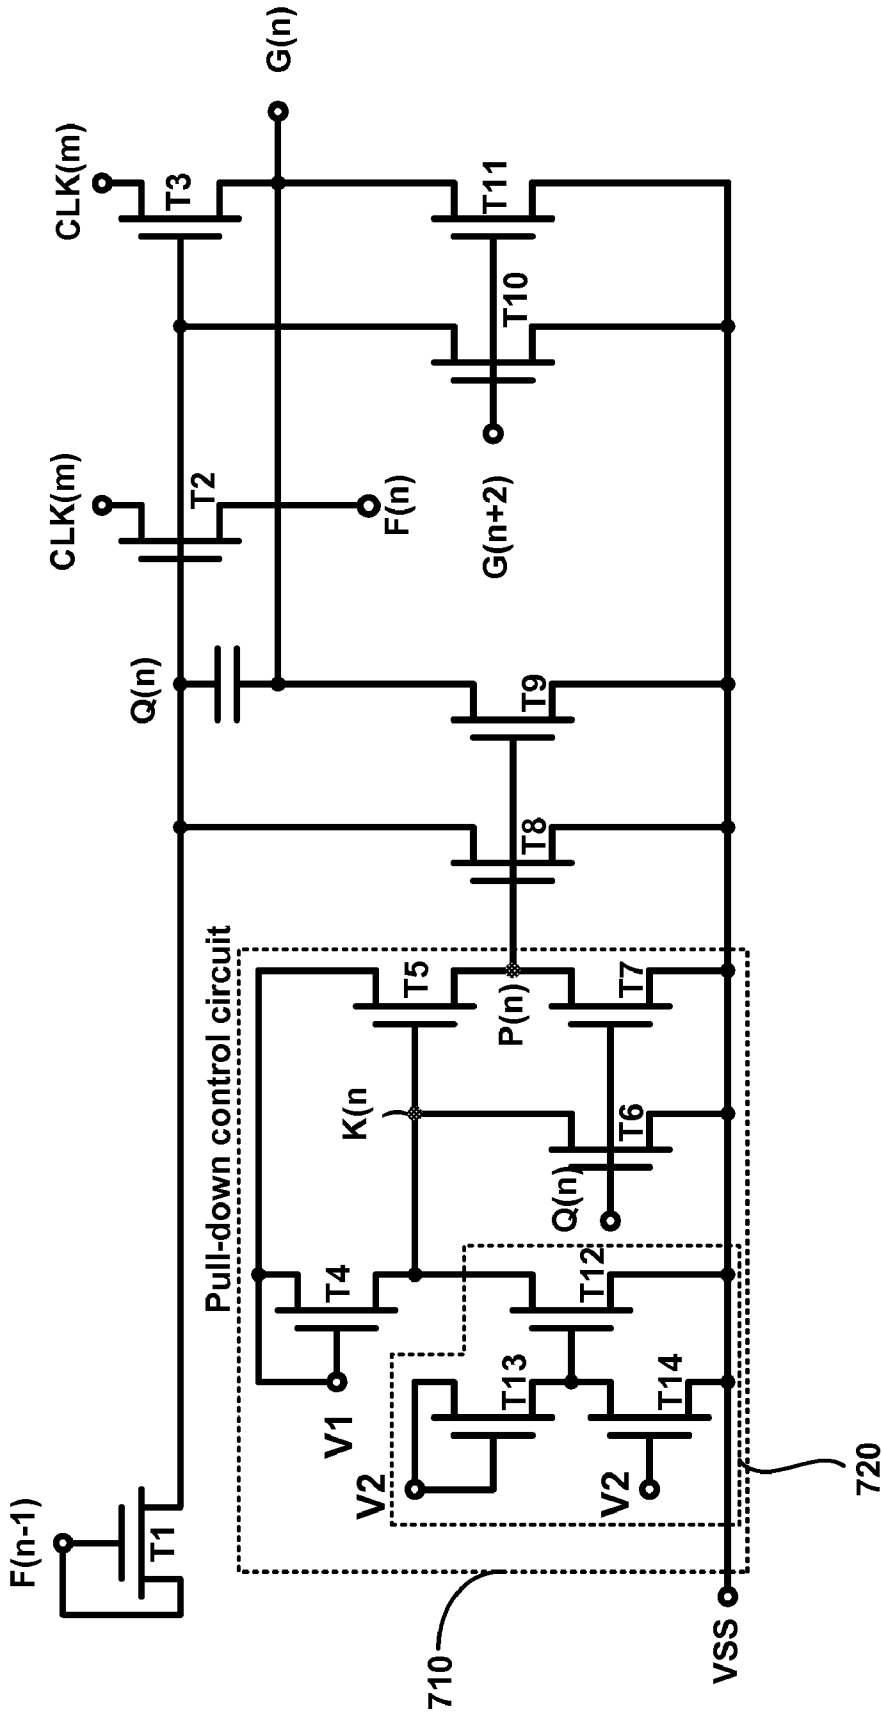 F(n-1)
T1
Q(n)
CLK(m)
T2
F(n)
CLK(m)
T3
G(n)
Pull-down control circuit
V1
T4
K(n
T5
P(n)
T8
T9
G(n+2)
T10
T11
V2
T13
T12
Q(n)
T6
T7
V2
T14
710
VSS
720